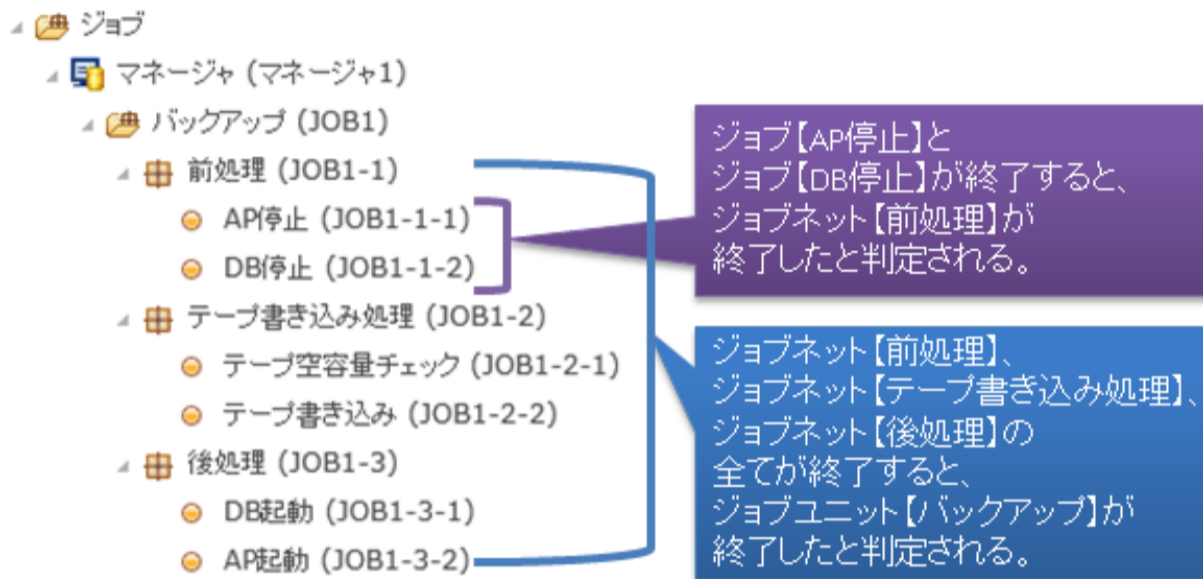 ジョブ
マネージャ (マネージャ1)
バックアップ (JOB1)
前処理 (JOB1-1)
AP停止 (JOB1-1-1)
DB停止 (JOB1-1-2)
テープ書き込み処理 (JOB1-2)
テープ空容量チェック (JOB1-2-1)
テープ書き込み (JOB1-2-2)
後処理 (JOB1-3)
DB起動 (JOB1-3-1)
AP起動 (JOB1-3-2)
ジョブ【AP停止】と
ジョブ【DB停止】が終了すると、
ジョブネット【前処理】が
終了したと判定される。
ジョブネット【前処理】、
ジョブネット【テープ書き込み処理】、
ジョブネット【後処理】の
全てが終了すると、
ジョブユニット【バックアップ】が
終了したと判定される。